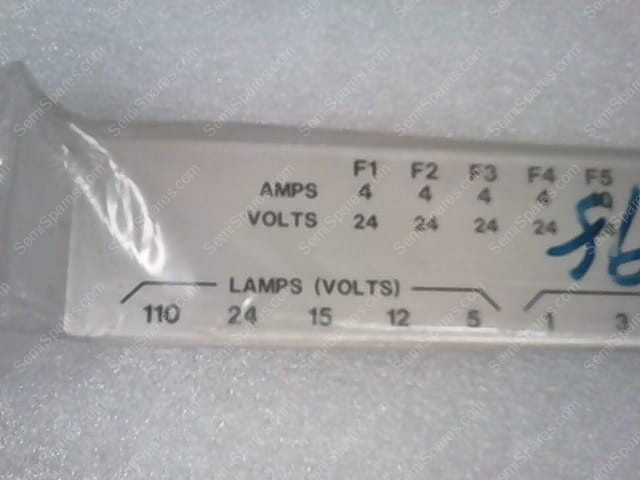 F1 F2 F3 F4 F5
AMPS 4 4 4 4 10
VOLTS 24 24 24 24
LAMPS (VOLTS)
110 24 15 12 5 1 3